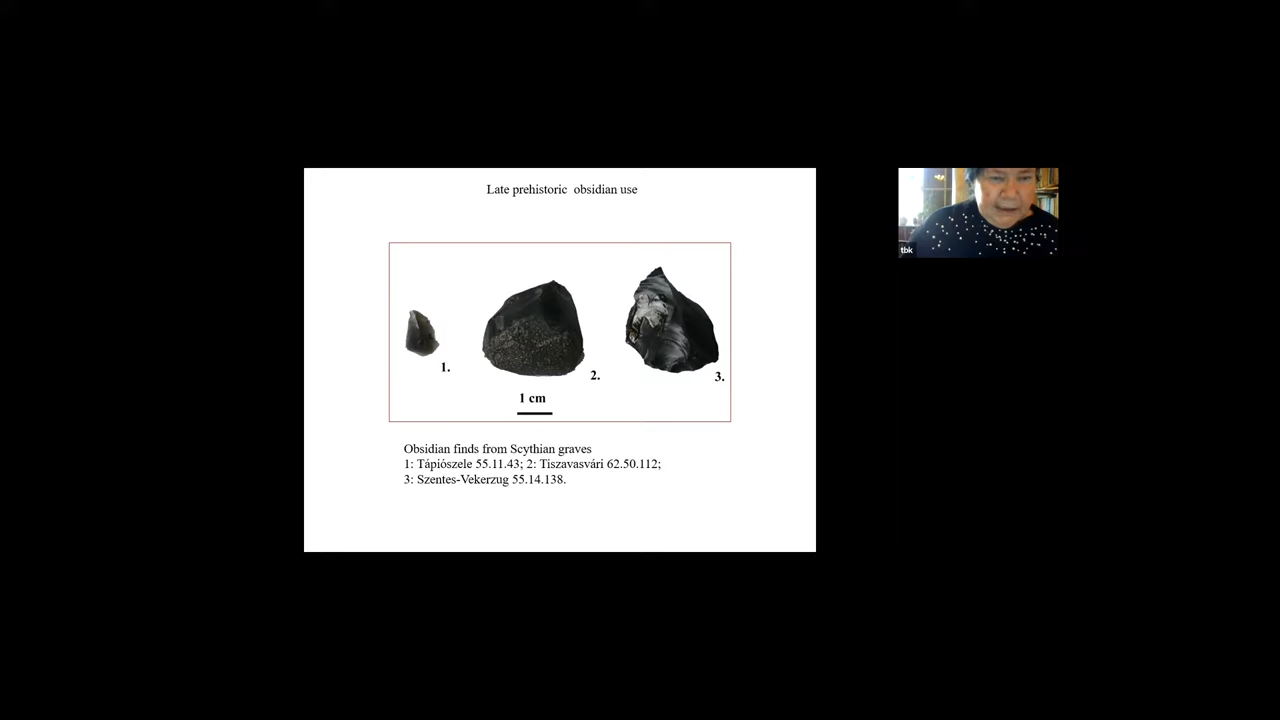 Late prehistoric obsidian use
tbk
1.
2.
3.
1 cm
Obsidian finds from Scythian graves
1: Tápiószele 55.11.43; 2: Tiszavasvári 62.50.112;
3: Szentes-Vekerzug 55.14.138.